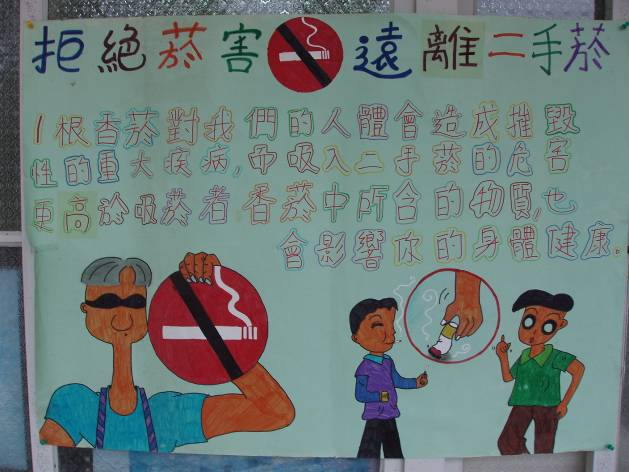 拒絕菸害 遠離二手菸
1根香菸對我們的人體會造成摧毀
性的重大疾病,而吸入二手菸的危害
更高於吸菸者.香菸中所含的物質,也
會影響你的身體健康.